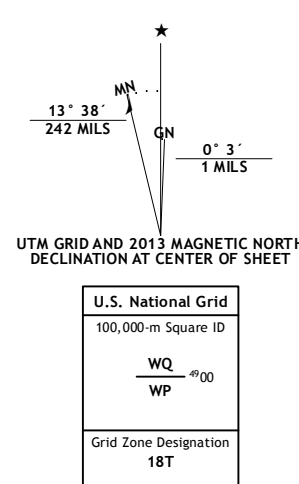 ★
MN
GN
13° 38´
242 MILS
0° 3´
1 MILS
UTM GRID AND 2013 MAGNETIC NORTH
DECLINATION AT CENTER OF SHEET
U.S. National Grid
100,000-m Square ID
WQ
4900
WP
Grid Zone Designation
18T